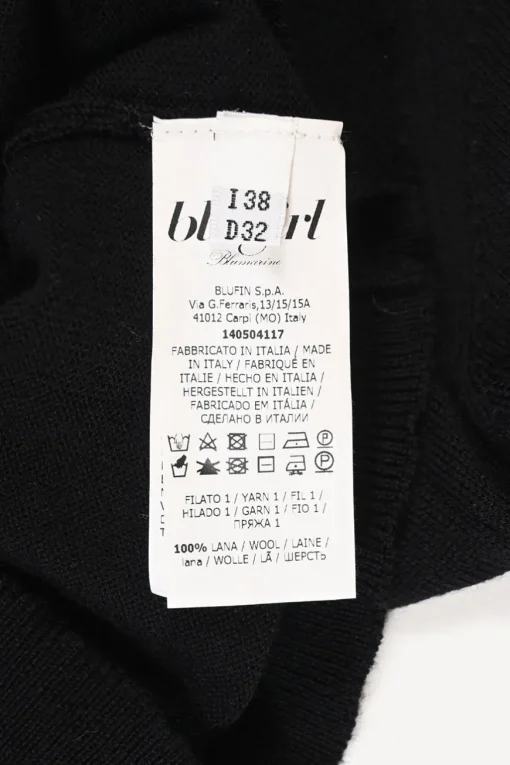 I 38
D32
Blumarine
BLUFIN S.p.A.
Via G.Ferraris,13/15/15A
41012 Carpi (MO) Italy
140504117
FABBRICATO IN ITALIA / MADE
IN ITALY / FABRIQUÉ EN
ITALIE / HECHO EN ITALIA /
HERGESTELLT IN ITALIEN /
FABRICADO EM ITÁLIA /
СДЕЛАНО В ИТАЛИИ
FILATO 1 / YARN 1 / FIL 1 /
HILADO 1 / GARN 1 / FIO 1 /
ПРЯЖА 1
100% LANA / WOOL / LAINE /
lana / WOLLE / LÃ / ШЕРСТЬ